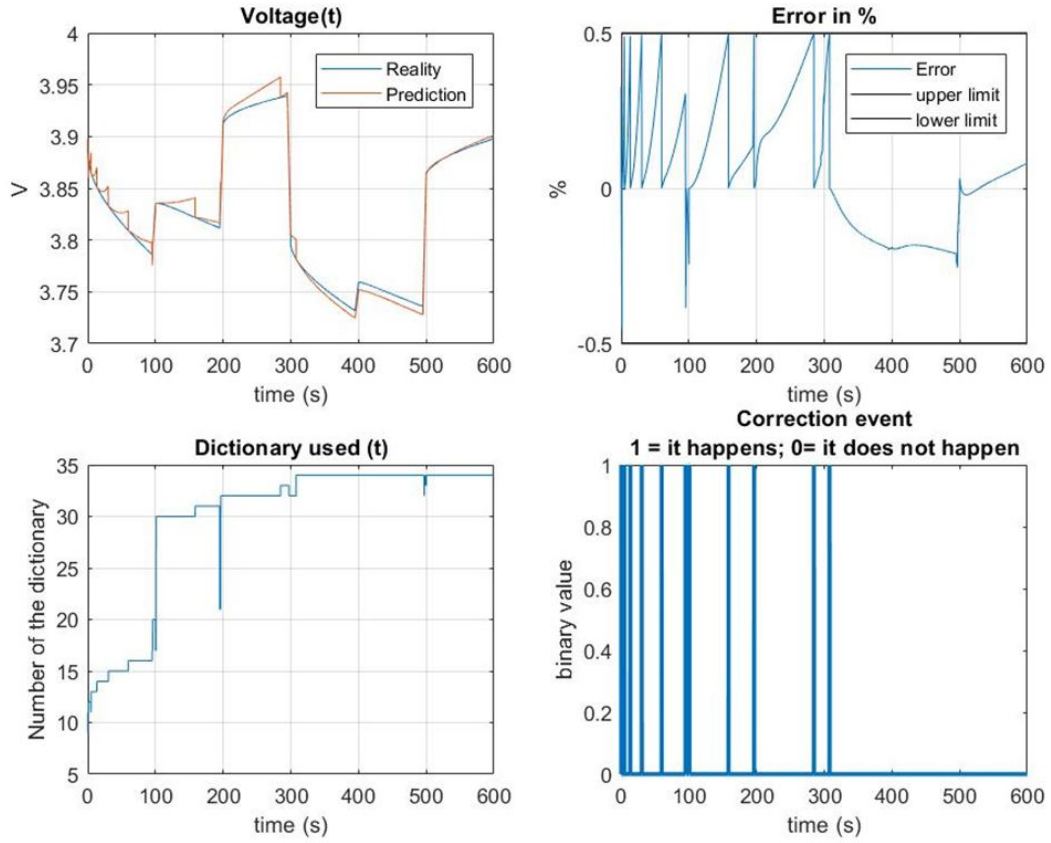 Voltage(t)
4
3.95
3.9
3.85
3.8
3.75
3.7
V
Reality
Prediction
0 100 200 300 400 500 600
time (s)
Error in %
0.5
0
-0.5
%
Error
upper limit
lower limit
0 100 200 300 400 500 600
time (s)
Dictionary used (t)
35
30
25
20
15
10
5
Number of the dictionary
0 100 200 300 400 500 600
time (s)
Correction event
1 = it happens; 0= it does not happen
1
0.8
0.6
0.4
0.2
0
binary value
0 100 200 300 400 500 600
time (s)